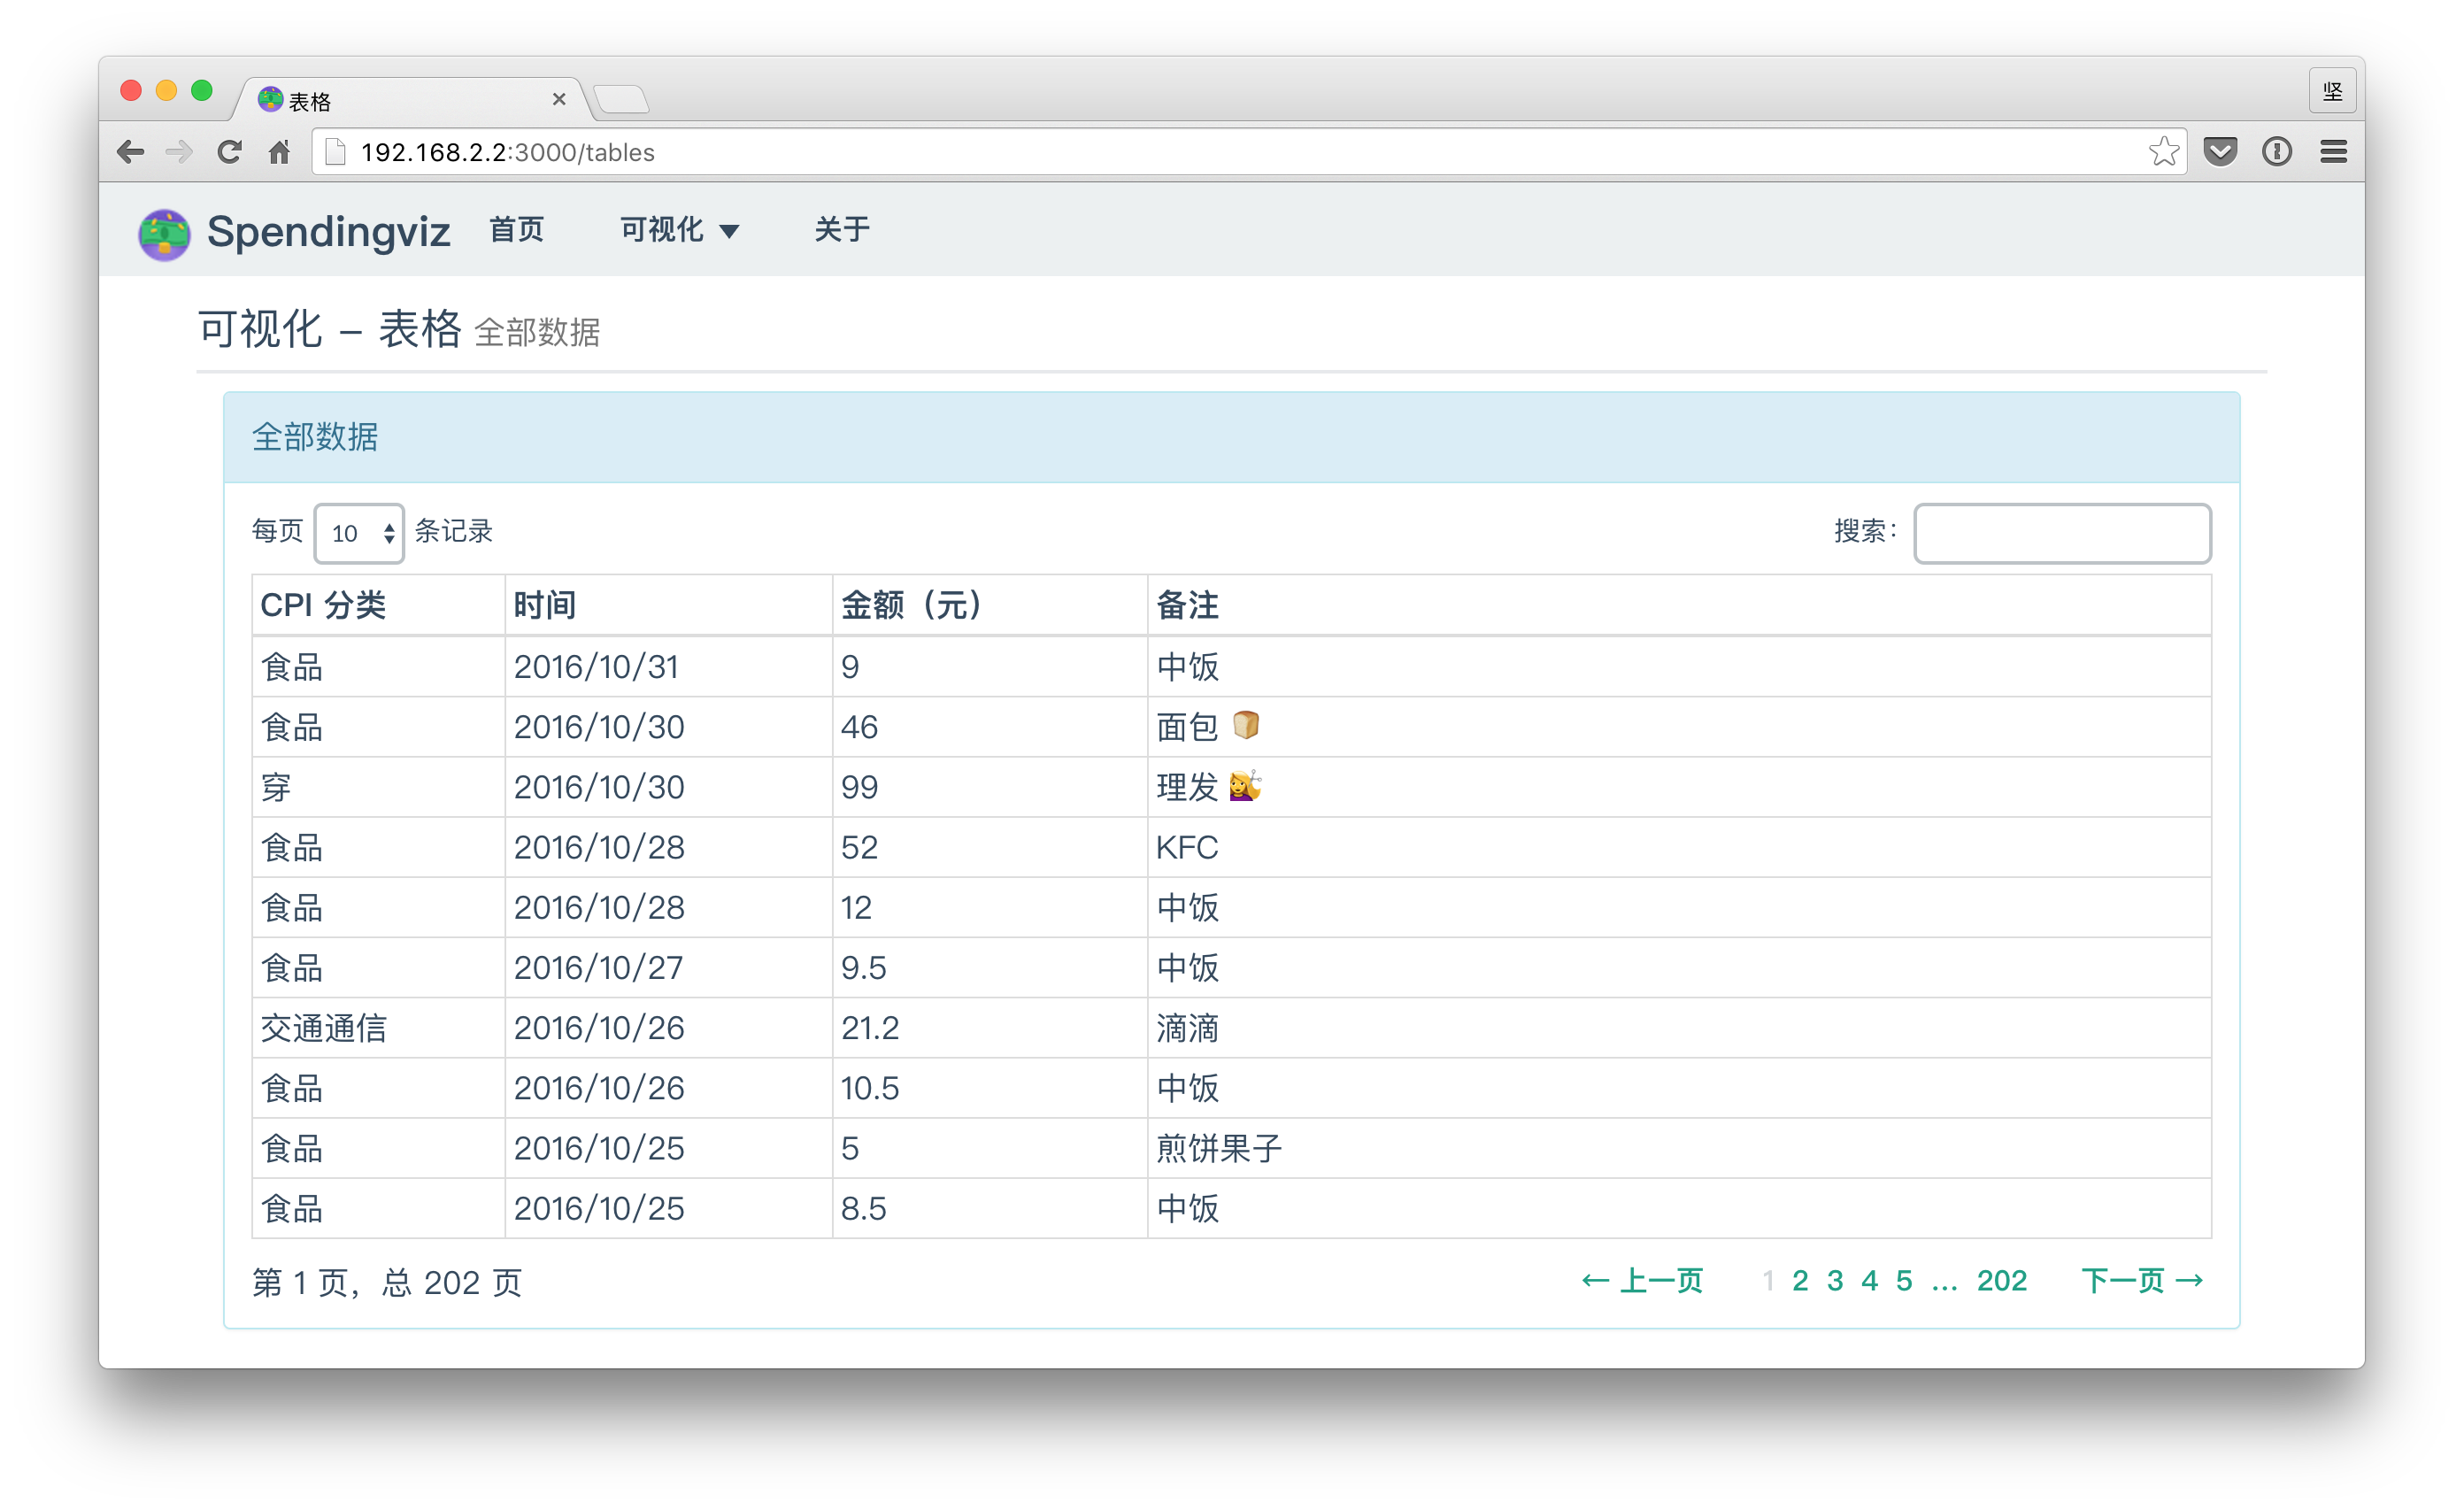 表格
坚
192.168.2.2:3000/tables
Spendingviz 首页 可视化 关于
可视化 – 表格 全部数据
全部数据
每页 10 条记录 搜索：
CPI 分类 时间 金额（元） 备注
食品 2016/10/31 9 中饭
食品 2016/10/30 46 面包 🍞
穿 2016/10/30 99 理发 💇
食品 2016/10/28 52 KFC
食品 2016/10/28 12 中饭
食品 2016/10/27 9.5 中饭
交通通信 2016/10/26 21.2 滴滴
食品 2016/10/26 10.5 中饭
食品 2016/10/25 5 煎饼果子
食品 2016/10/25 8.5 中饭
第 1 页，总 202 页 ← 上一页 1 2 3 4 5 ... 202 下一页 →